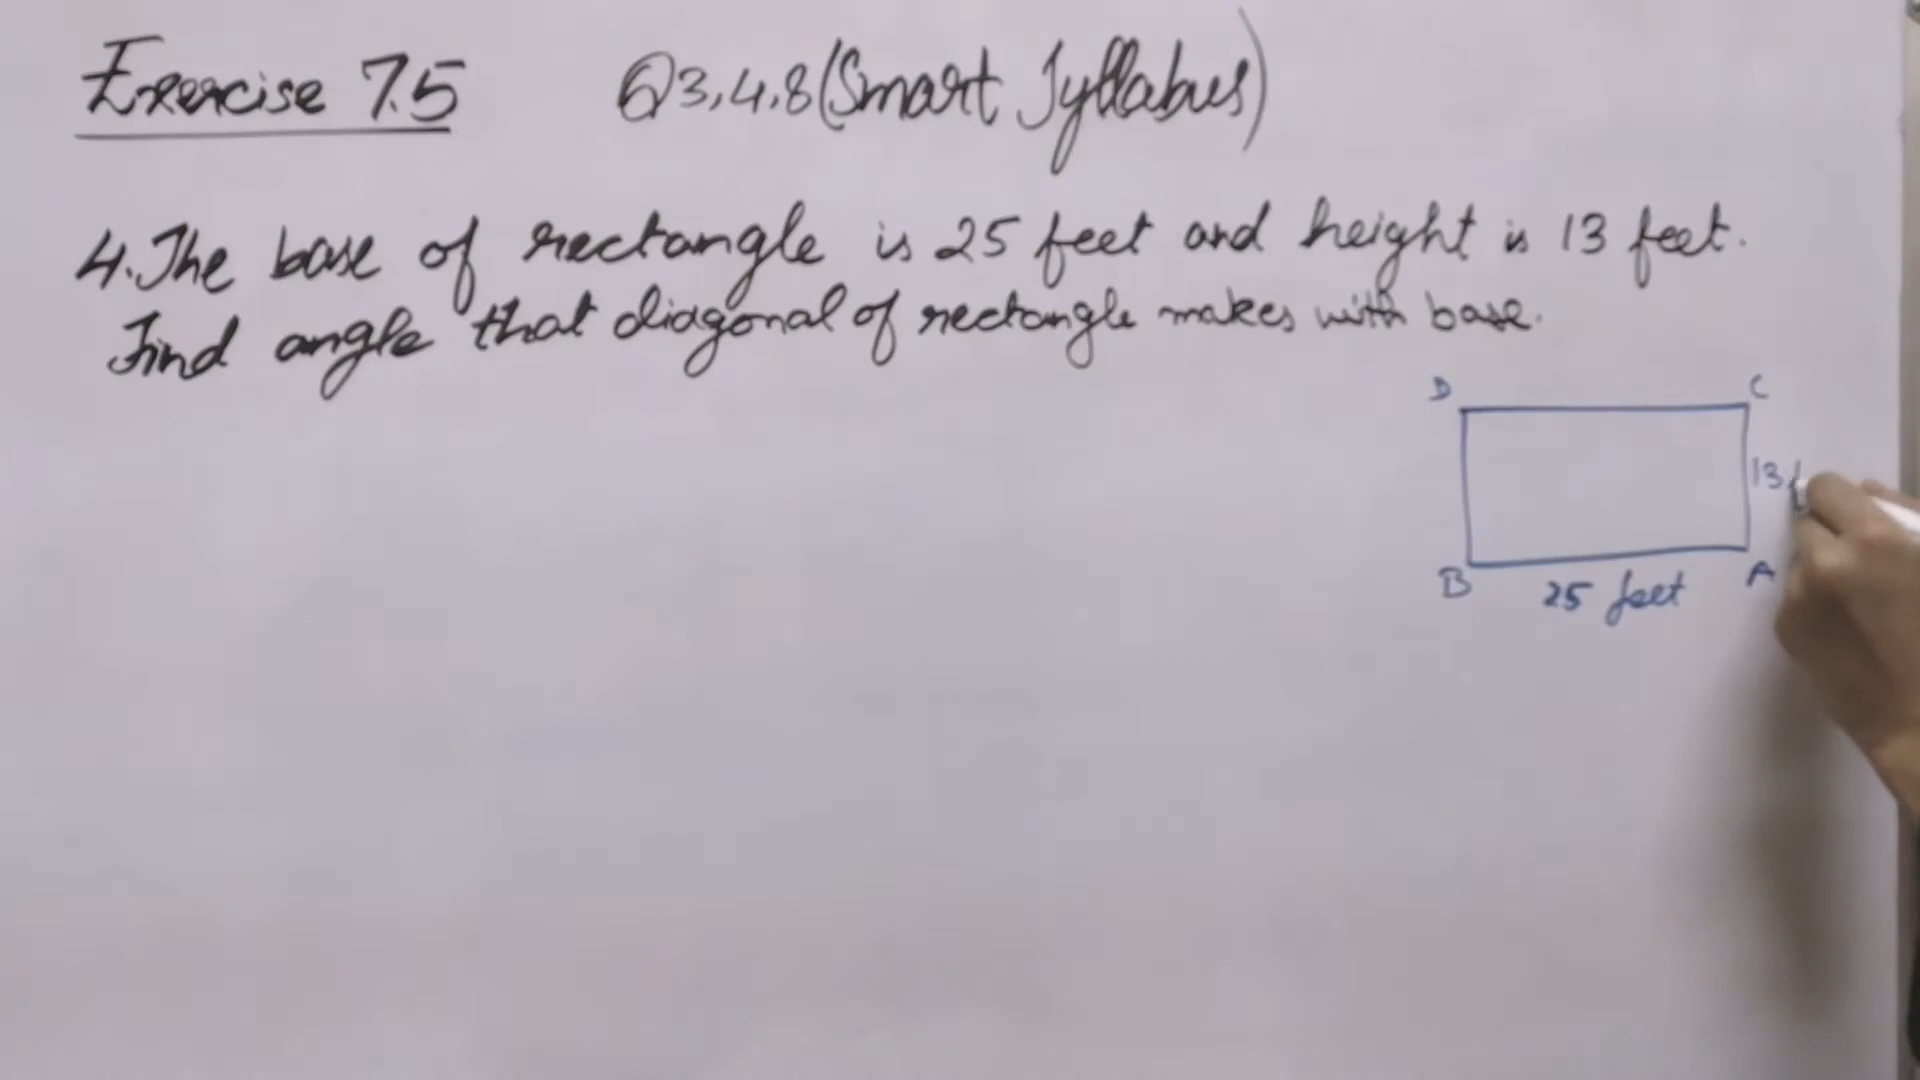 Exercise 7.5 Q3,4,8(Smart Syllabus)
4. The base of rectangle is 25 feet and height is 13 feet.
Find angle that diagonal of rectangle makes with base.
D C
13 f
B A
25 feet